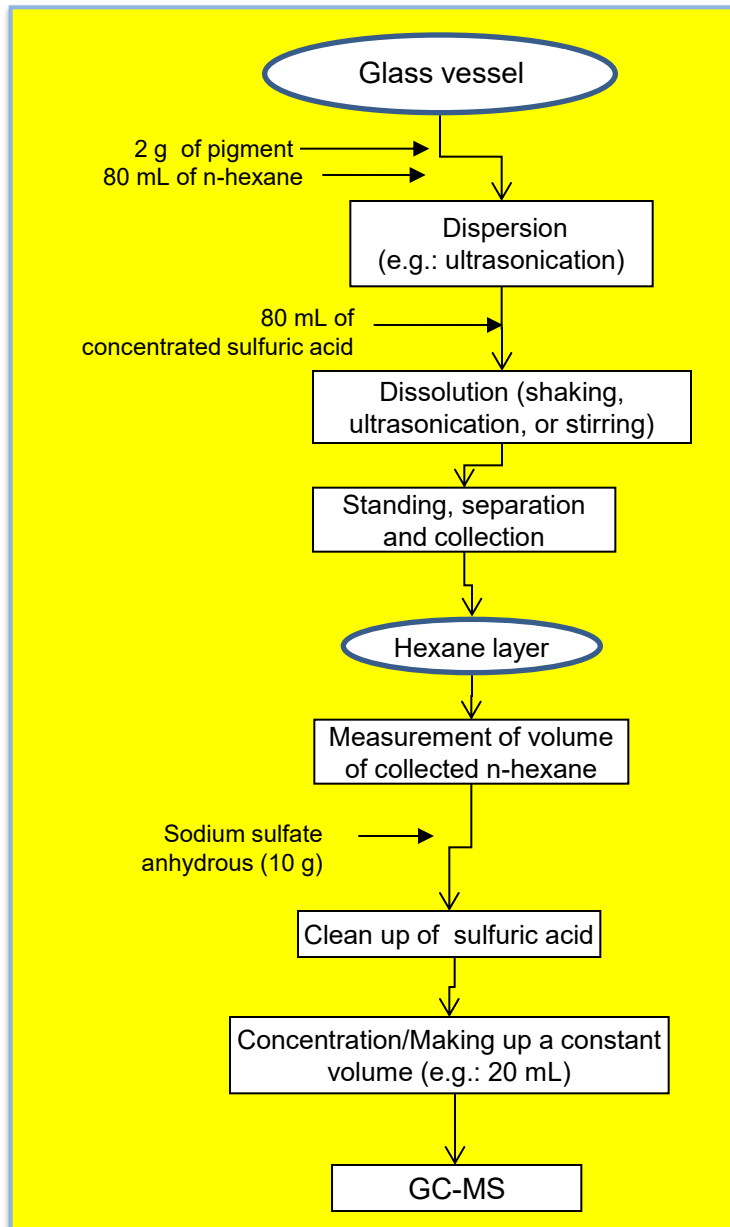 Glass vessel
2 g of pigment
80 mL of n-hexane
Dispersion
(e.g.: ultrasonication)
80 mL of
concentrated sulfuric acid
Dissolution (shaking,
ultrasonication, or stirring)
Standing, separation
and collection
Hexane layer
Measurement of volume
of collected n-hexane
Sodium sulfate
anhydrous (10 g)
Clean up of sulfuric acid
Concentration/Making up a constant
volume (e.g.: 20 mL)
GC-MS